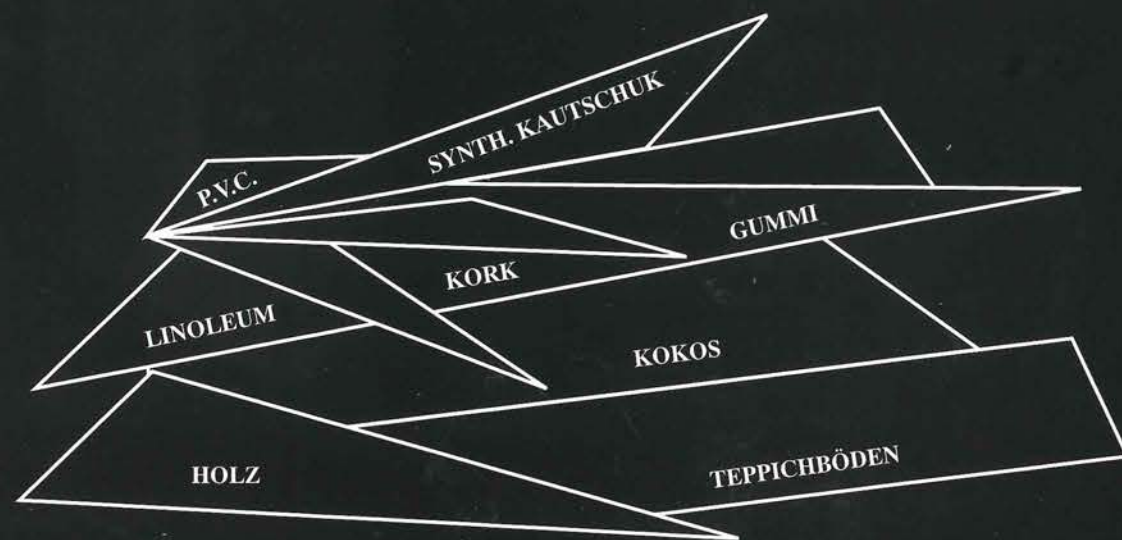 SYNTH. KAUTSCHUK
P.V.C.
GUMMI
KORK
LINOLEUM
KOKOS
HOLZ
TEPPICHBÖDEN